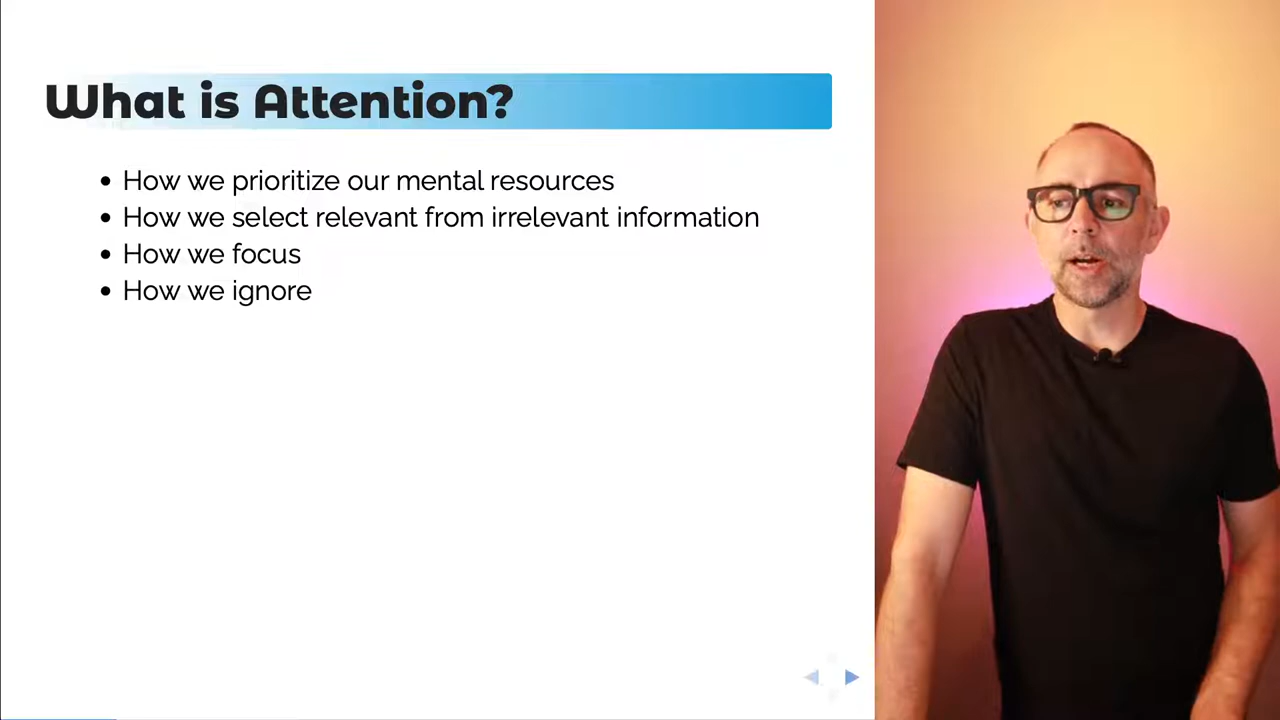 What is Attention?
How we prioritize our mental resources
How we select relevant from irrelevant information
How we focus
How we ignore